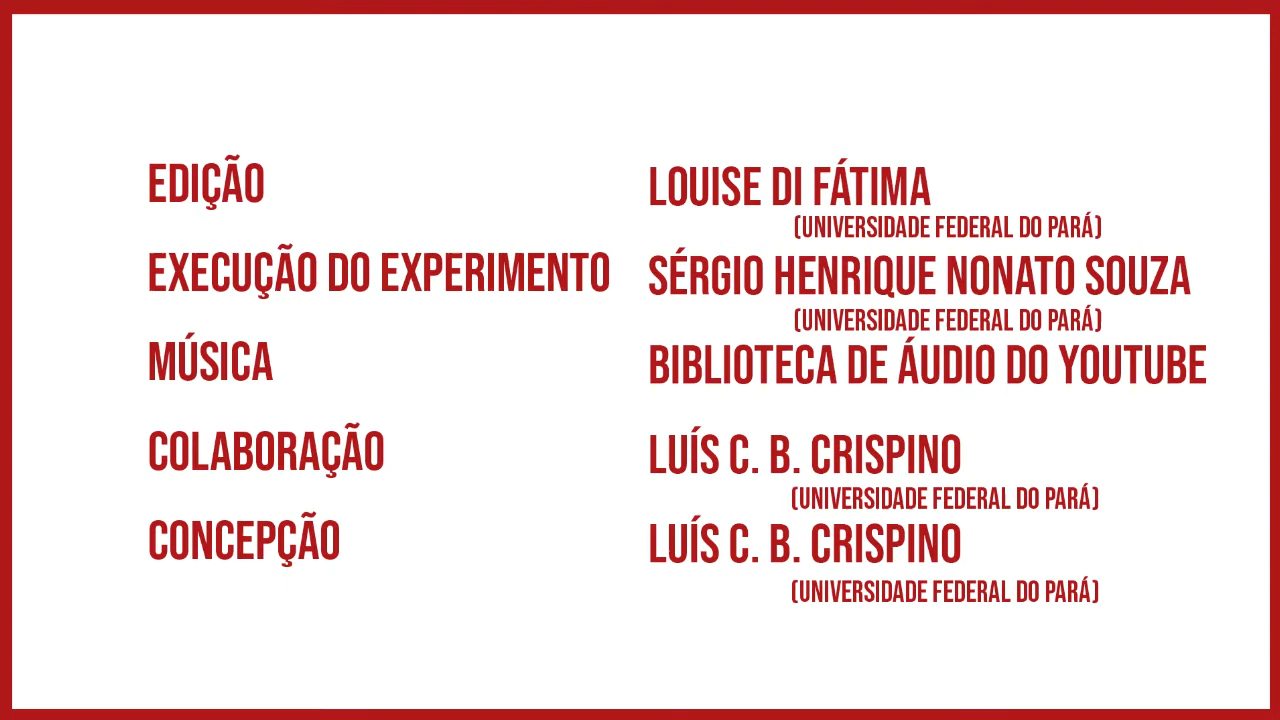 EDIÇÃO LOUISE DI FÁTIMA
(UNIVERSIDADE FEDERAL DO PARÁ)
EXECUÇÃO DO EXPERIMENTO SÉRGIO HENRIQUE NONATO SOUZA
(UNIVERSIDADE FEDERAL DO PARÁ)
MÚSICA BIBLIOTECA DE ÁUDIO DO YOUTUBE
COLABORAÇÃO LUÍS C. B. CRISPINO
(UNIVERSIDADE FEDERAL DO PARÁ)
CONCEPÇÃO LUÍS C. B. CRISPINO
(UNIVERSIDADE FEDERAL DO PARÁ)